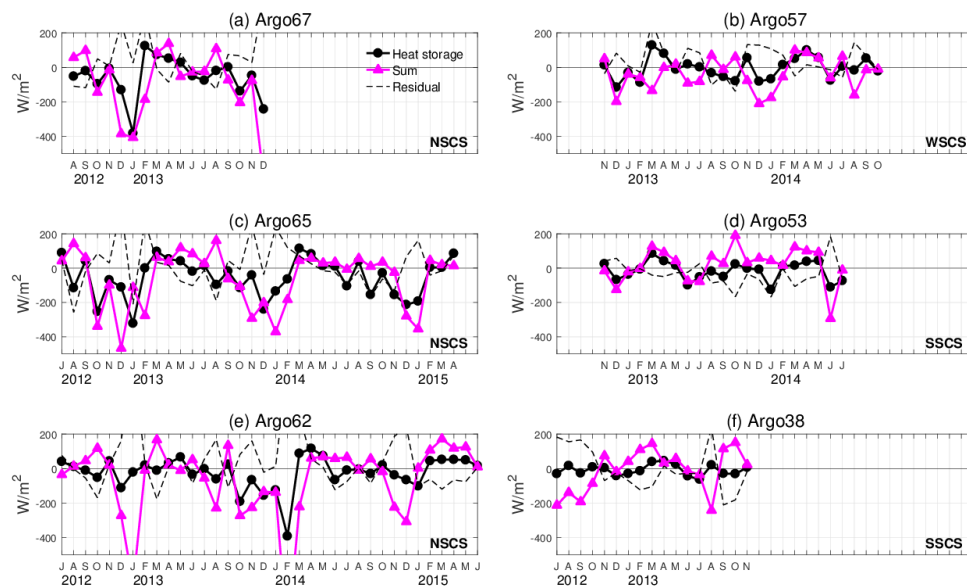 (a) Argo67
200
0
-200
-400
W/m²
Heat storage
Sum
Residual
NSCS
A S O N D J F M A M J J A S O N D
2012 2013
(b) Argo57
200
0
-200
-400
WSCS
N D J F M A M J J A S O N D J F M A M J J A S O
2013 2014
(c) Argo65
200
0
-200
-400
W/m²
NSCS
J A S O N D J F M A M J J A S O N D J F M A M J J A S O N D J F M A
2012 2013 2014 2015
(d) Argo53
200
0
-200
-400
SSCS
N D J F M A M J J A S O N D J F M A M J J
2013 2014
(e) Argo62
200
0
-200
-400
W/m²
NSCS
J A S O N D J F M A M J J A S O N D J F M A M J J A S O N D J F M A M J
2012 2013 2014 2015
(f) Argo38
200
0
-200
-400
W/m²
SSCS
J A S O N D J F M A M J J A S O N
2012 2013